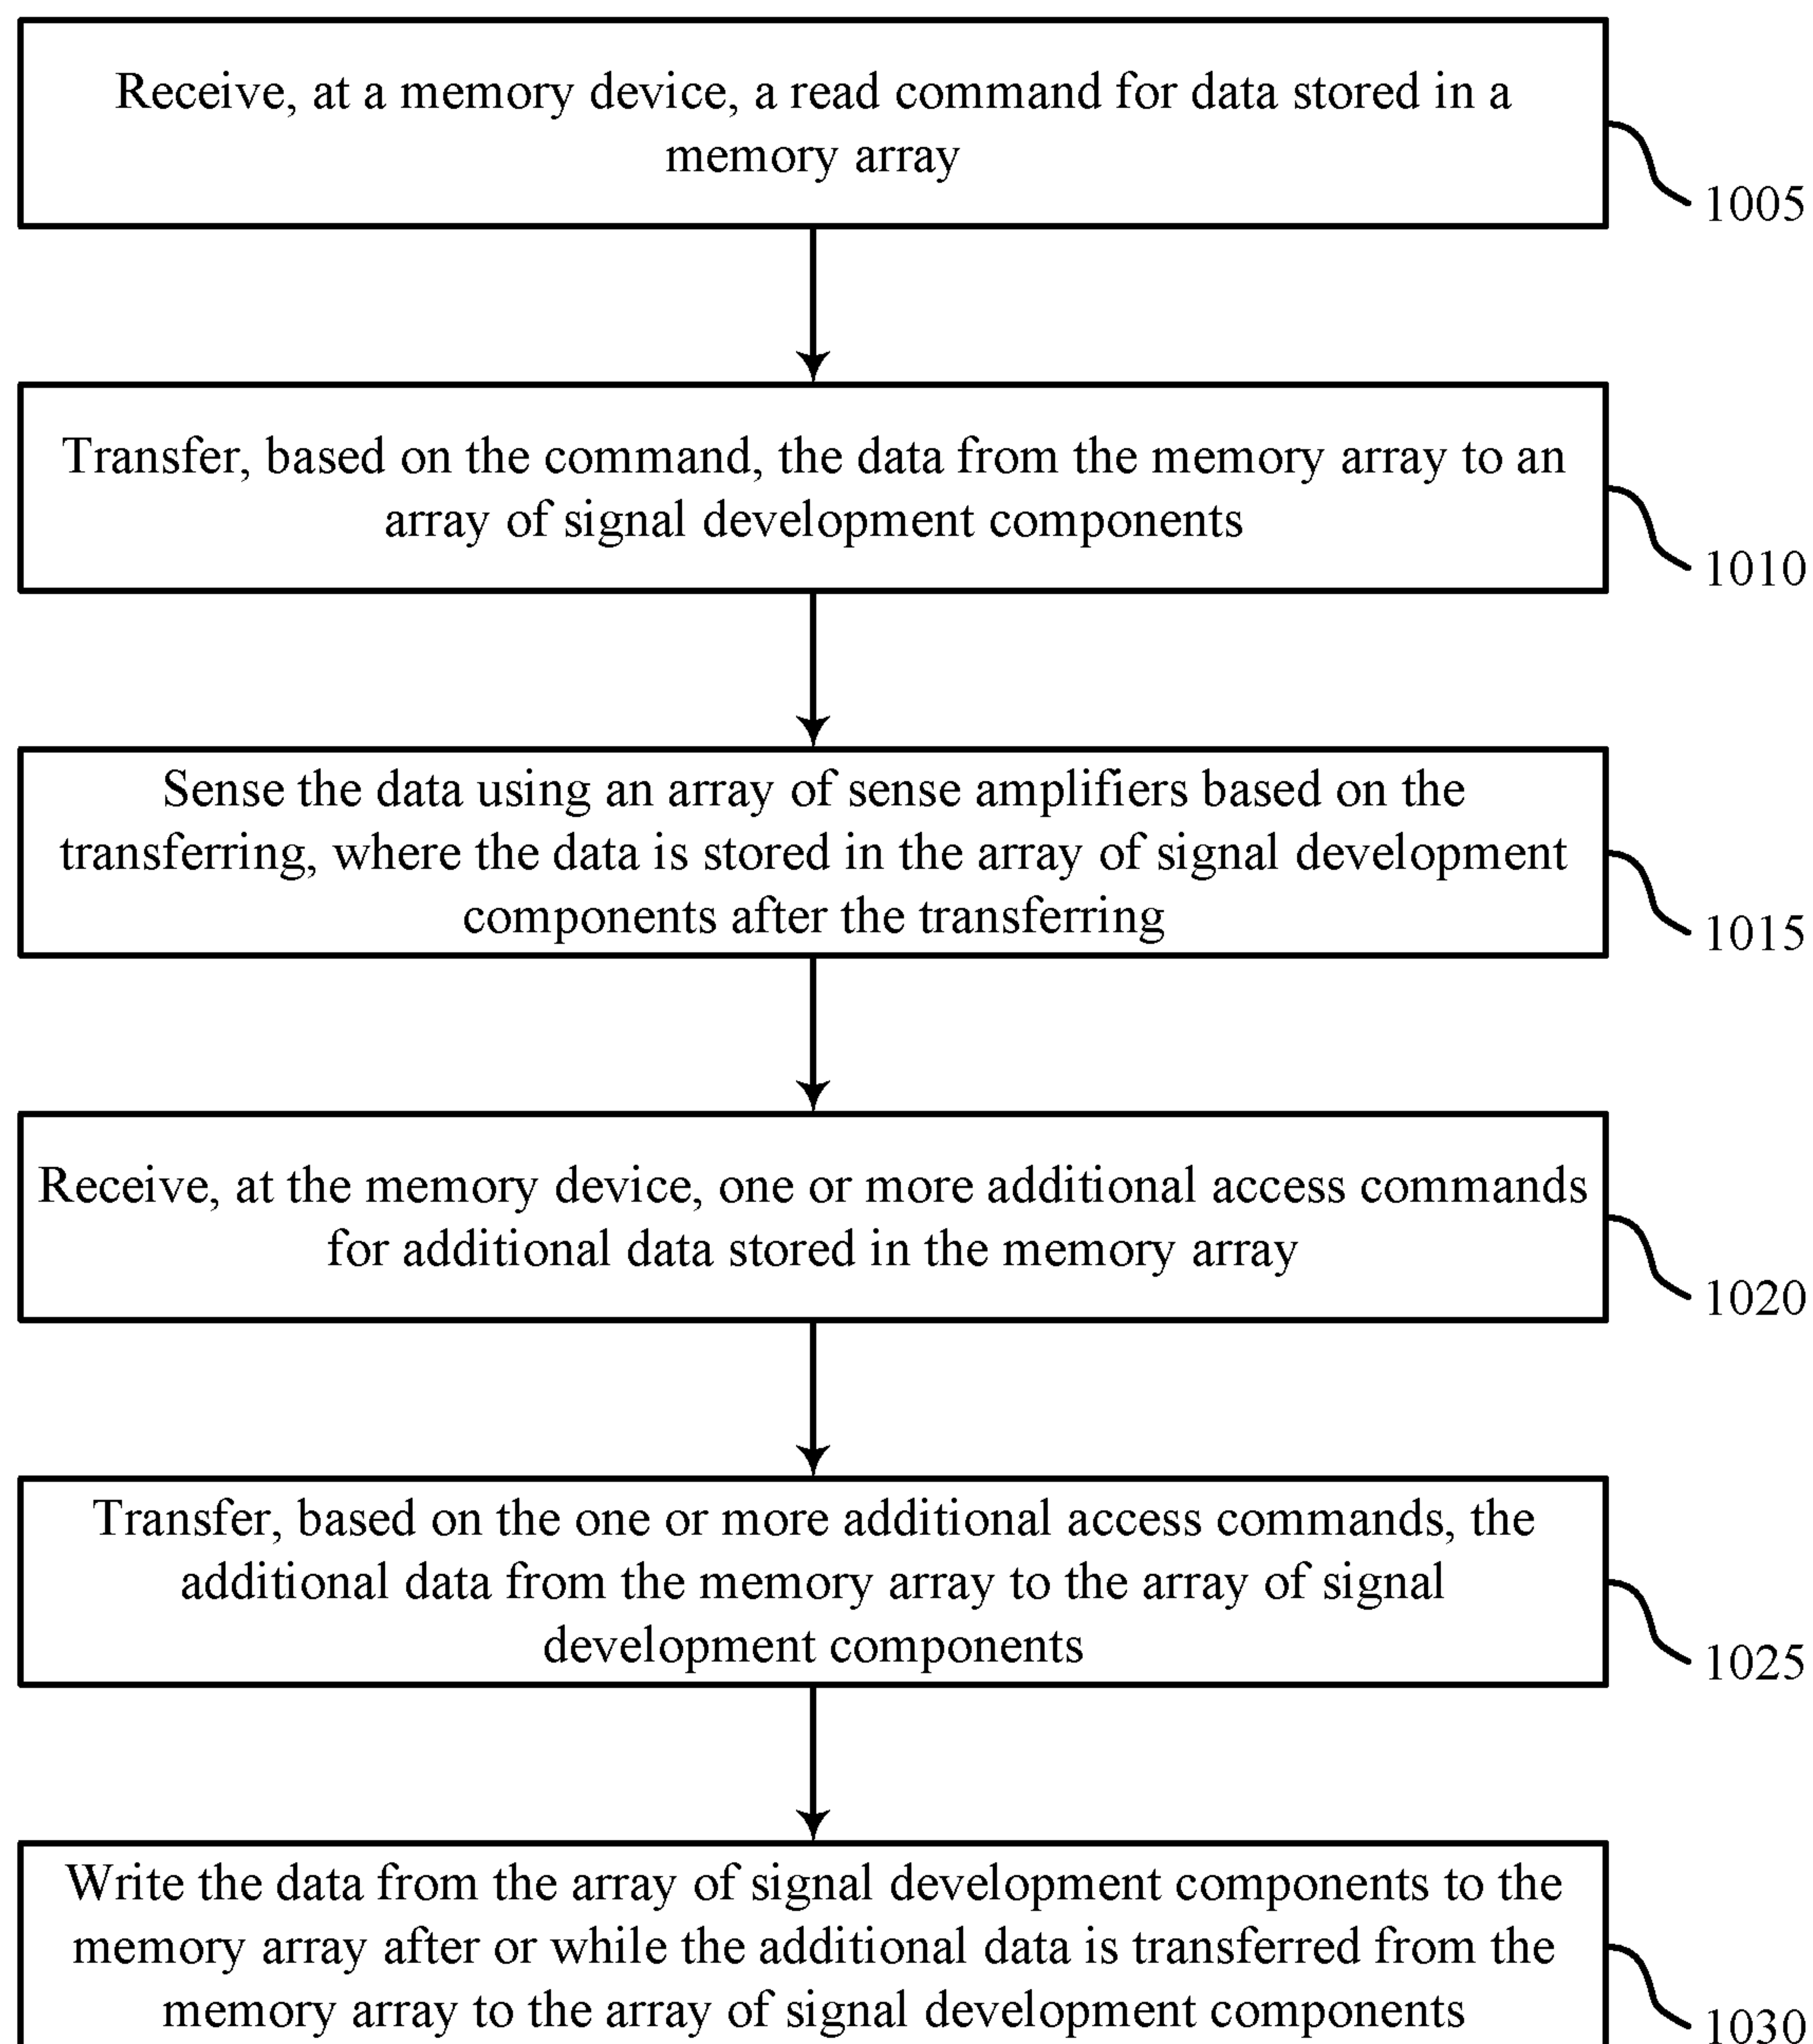 Receive, at a memory device, a read command for data stored in a
memory array
1005
Transfer, based on the command, the data from the memory array to an
array of signal development components
1010
Sense the data using an array of sense amplifiers based on the
transferring, where the data is stored in the array of signal development
components after the transferring
1015
Receive, at the memory device, one or more additional access commands
for additional data stored in the memory array
1020
Transfer, based on the one or more additional access commands, the
additional data from the memory array to the array of signal
development components
1025
Write the data from the array of signal development components to the
memory array after or while the additional data is transferred from the
memory array to the array of signal development components
1030